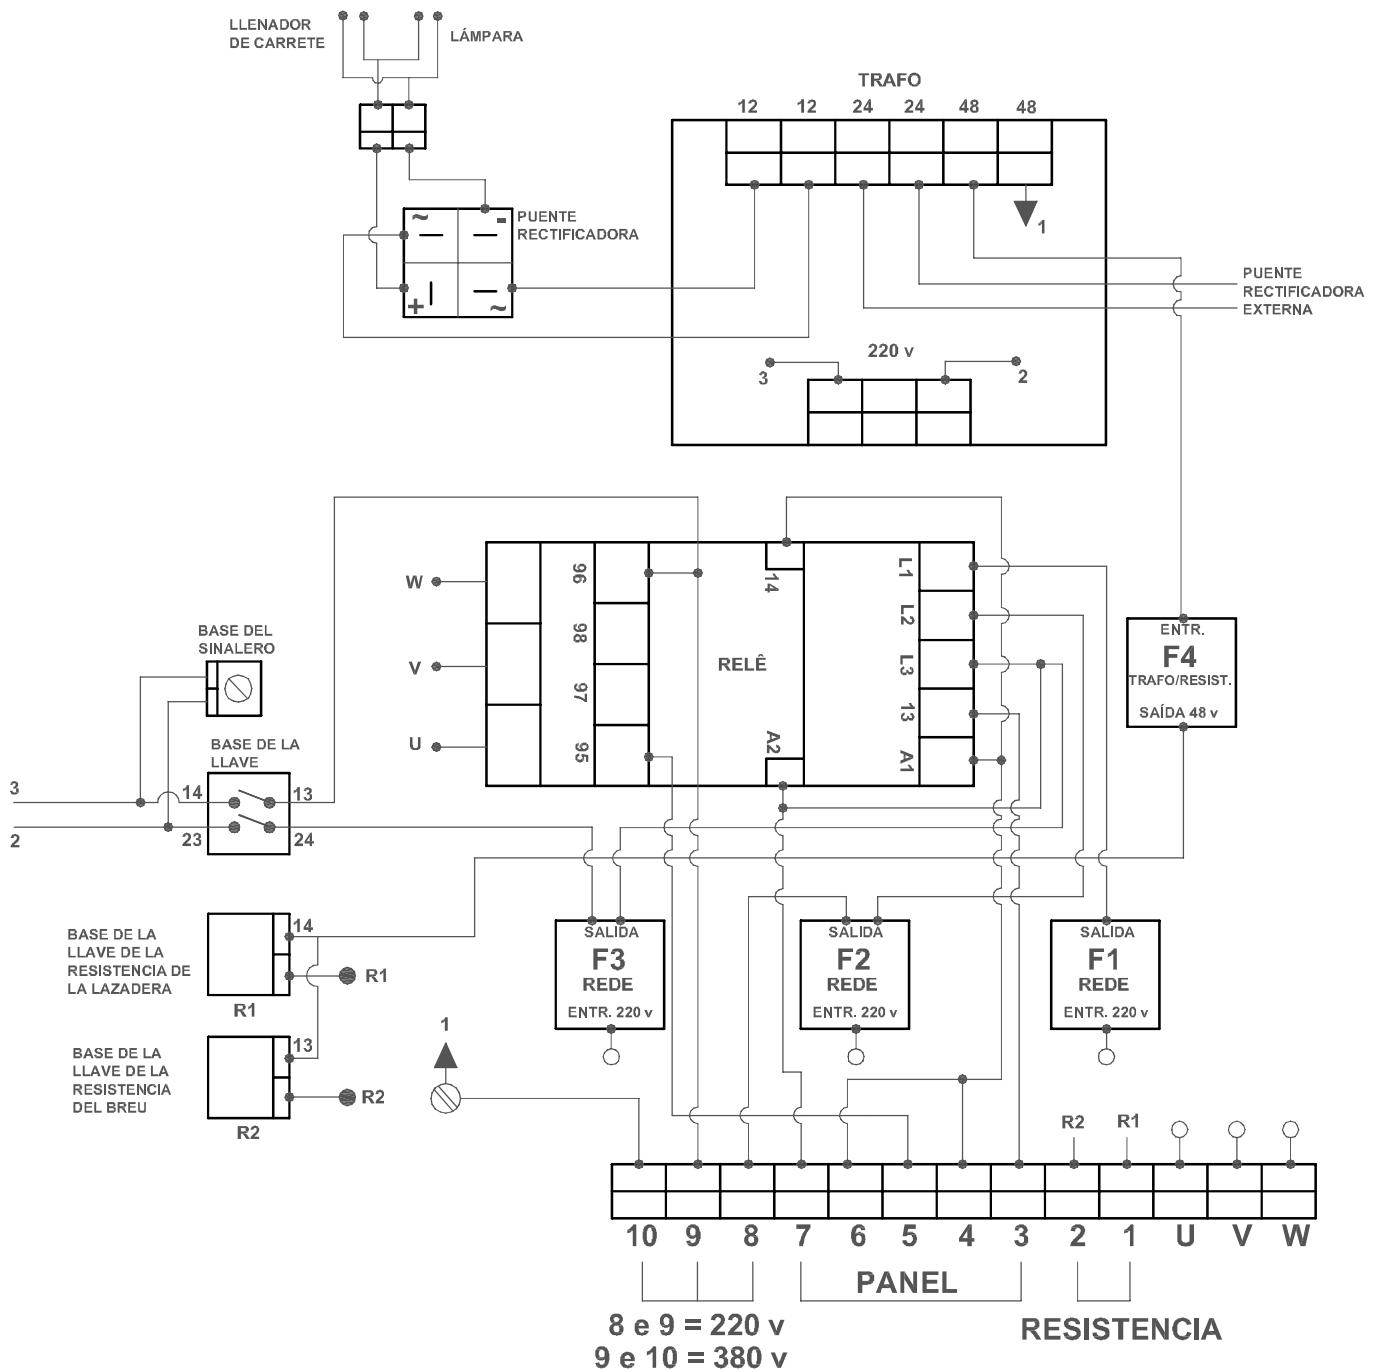 LLENADOR
DE CARRETE
LÁMPARA
TRAFO
12 12 24 24 48 48
1
~ -
+ ~
PUENTE
RECTIFICADORA
PUENTE
RECTIFICADORA
EXTERNA
220 v
3 2
W
V
U
96
98
97
95
14
RELÊ
A2
L1
L2
L3
13
A1
ENTR.
F4
TRAFO/RESIST.
SAÍDA 48 v
BASE DEL
SINALERO
BASE DE LA
LLAVE
3 14 13
2 23 24
BASE DE LA
LLAVE DE LA
RESISTENCIA DE
LA LAZADERA
14
R1
R1
BASE DE LA
LLAVE DE LA
RESISTENCIA
DEL BREU
13
R2
R2
1
SALIDA
F3
REDE
ENTR. 220 v
SALIDA
F2
REDE
ENTR. 220 v
SALIDA
F1
REDE
ENTR. 220 v
R2 R1
10 9 8 7 6 5 4 3 2 1 U V W
PANEL
RESISTENCIA
8 e 9 = 220 v
9 e 10 = 380 v